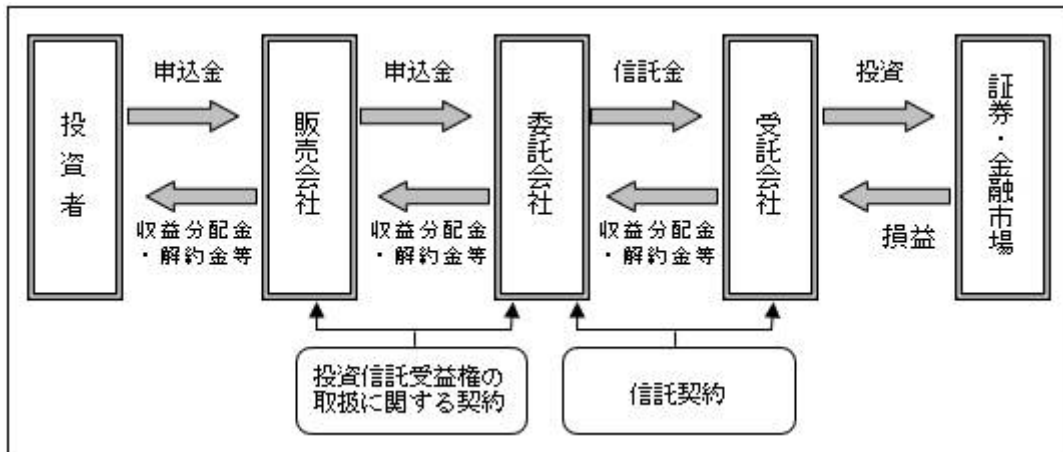 投資者
申込金
収益分配金
・解約金等
販売会社
申込金
収益分配金
・解約金等
委託会社
信託金
収益分配金
・解約金等
受託会社
投資
損益
証券・金融市場
投資信託受益権の
取扱に関する契約
信託契約